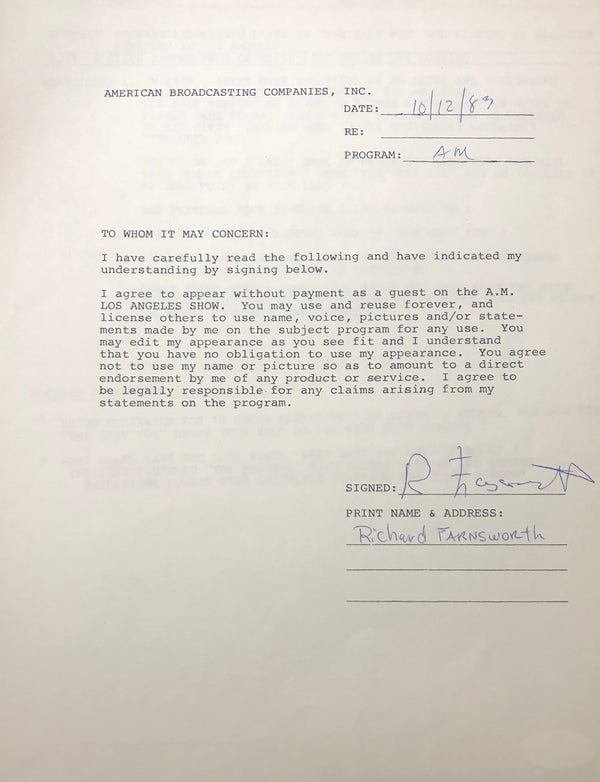 AMERICAN BROADCASTING COMPANIES, INC.
DATE: 10/12/83
RE:
PROGRAM: AM
TO WHOM IT MAY CONCERN:
I have carefully read the following and have indicated my
understanding by signing below.
I agree to appear without payment as a guest on the A.M.
LOS ANGELES SHOW.  You may use and reuse forever, and
license others to use name, voice, pictures and/or state-
ments made by me on the subject program for any use.  You
may edit my appearance as you see fit and I understand
that you have no obligation to use my appearance.  You agree
not to use my name or picture so as to amount to a direct
endorsement by me of any product or service.  I agree to
be legally responsible for any claims arising from my
statements on the program.
SIGNED: R Farnsworth
PRINT NAME & ADDRESS:
Richard FARNSWORTH